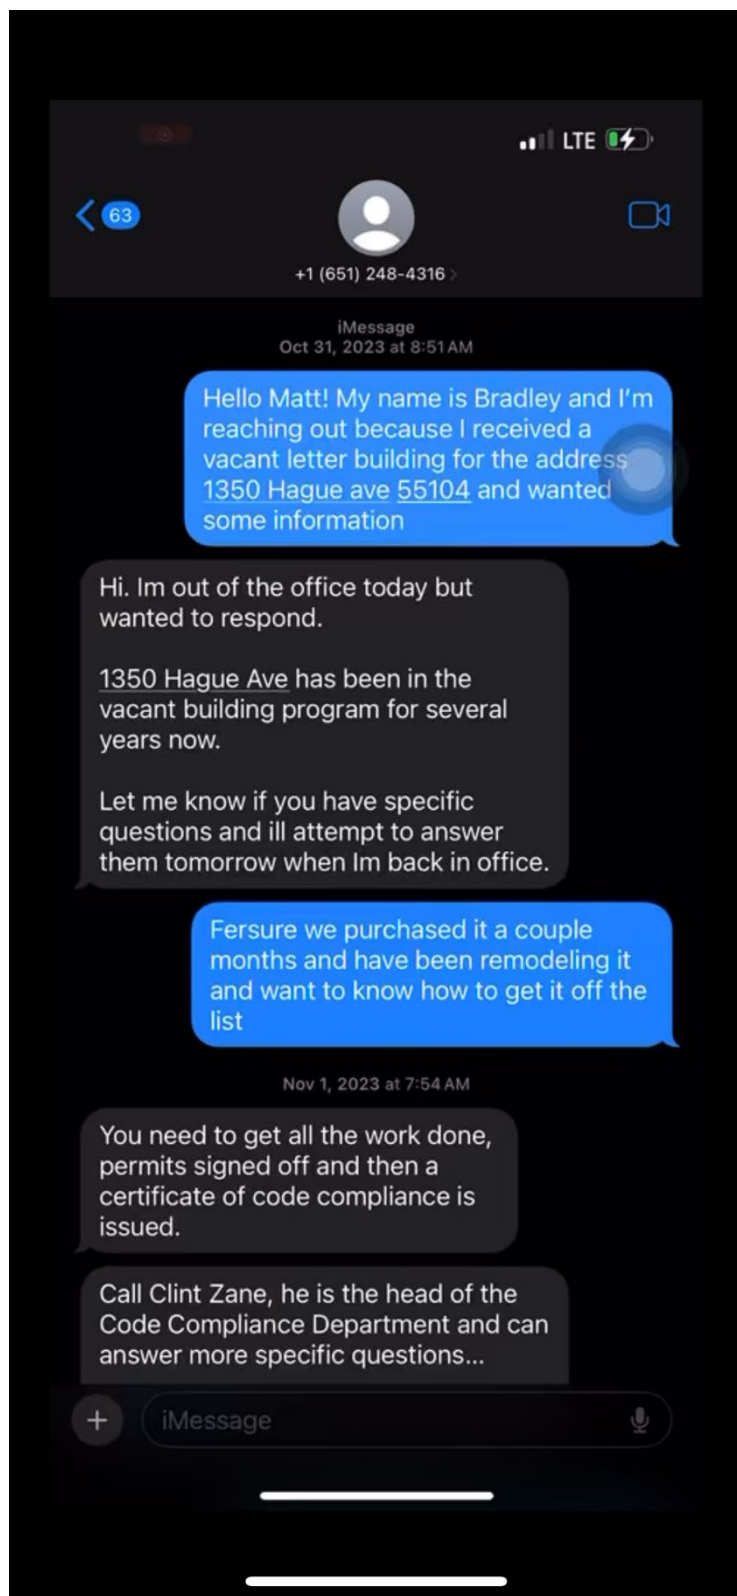 LTE
63
+1 (651) 248-4316
iMessage
Oct 31, 2023 at 8:51 AM
Hello Matt! My name is Bradley and I'm
reaching out because I received a
vacant letter building for the address
1350 Hague ave 55104 and wanted
some information
Hi. Im out of the office today but
wanted to respond.
1350 Hague Ave has been in the
vacant building program for several
years now.
Let me know if you have specific
questions and ill attempt to answer
them tomorrow when Im back in office.
Fersure we purchased it a couple
months and have been remodeling it
and want to know how to get it off the
list
Nov 1, 2023 at 7:54 AM
You need to get all the work done,
permits signed off and then a
certificate of code compliance is
issued.
Call Clint Zane, he is the head of the
Code Compliance Department and can
answer more specific questions...
iMessage